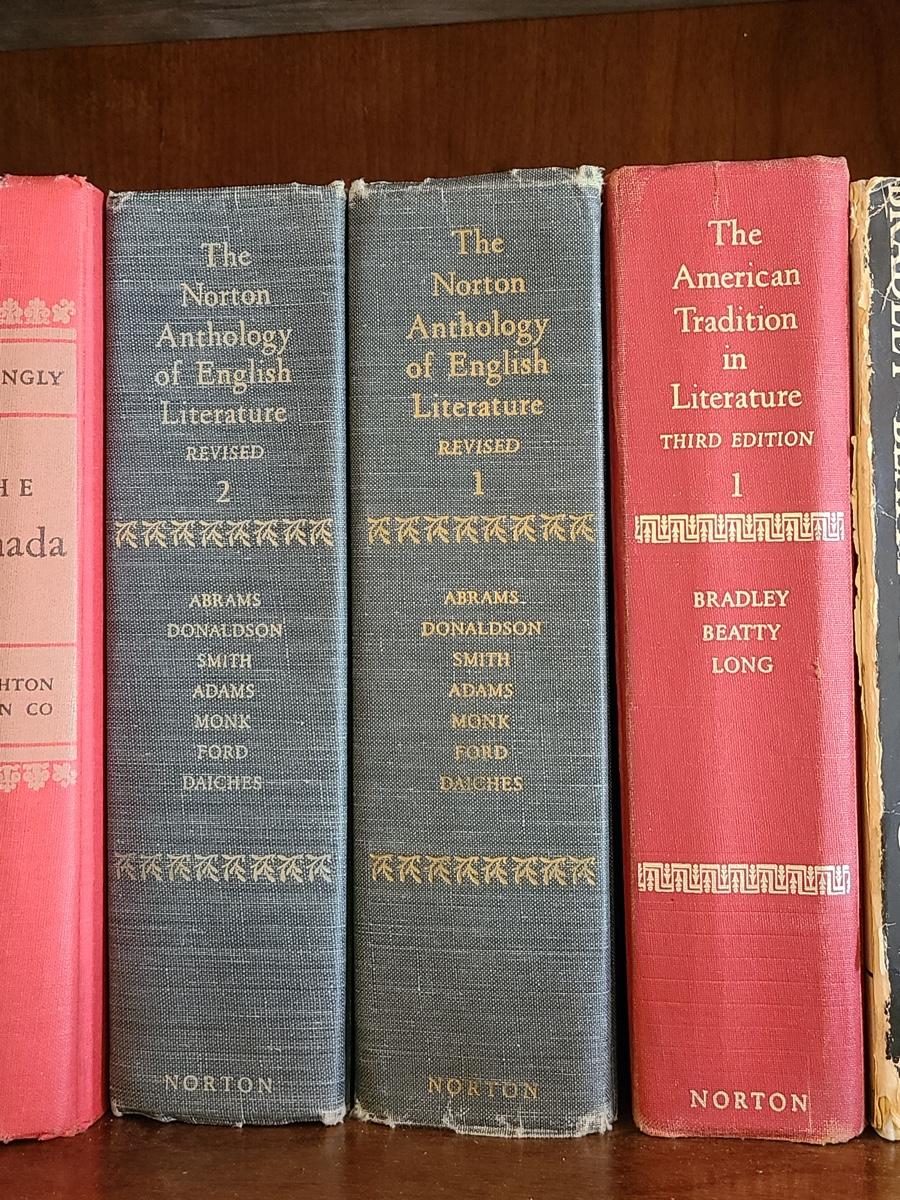 NGLY
HE
nada
HTON
N CO
The
Norton
Anthology
of English
Literature
REVISED
2
ABRAMS
DONALDSON
SMITH
ADAMS
MONK
FORD
DAICHES
NORTON
The
Norton
Anthology
of English
Literature
REVISED
1
ABRAMS
DONALDSON
SMITH
ADAMS
MONK
FORD
DAICHES
NORTON
The
American
Tradition
in
Literature
THIRD EDITION
1
BRADLEY
BEATTY
LONG
NORTON